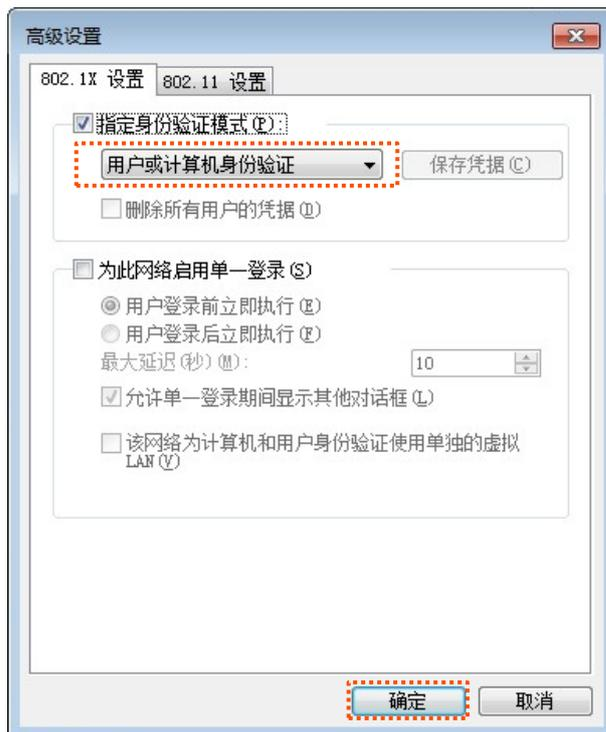 高级设置
802.1X 设置 802.11 设置
指定身份验证模式(P):
用户或计算机身份验证 保存凭据(C)
删除所有用户的凭据(D)
为此网络启用单一登录(S)
用户登录前立即执行(E)
用户登录后立即执行(F)
最大延迟(秒)(M): 10
允许单一登录期间显示其他对话框(L)
该网络为计算机和用户身份验证使用单独的虚拟
LAN(V)
确定 取消